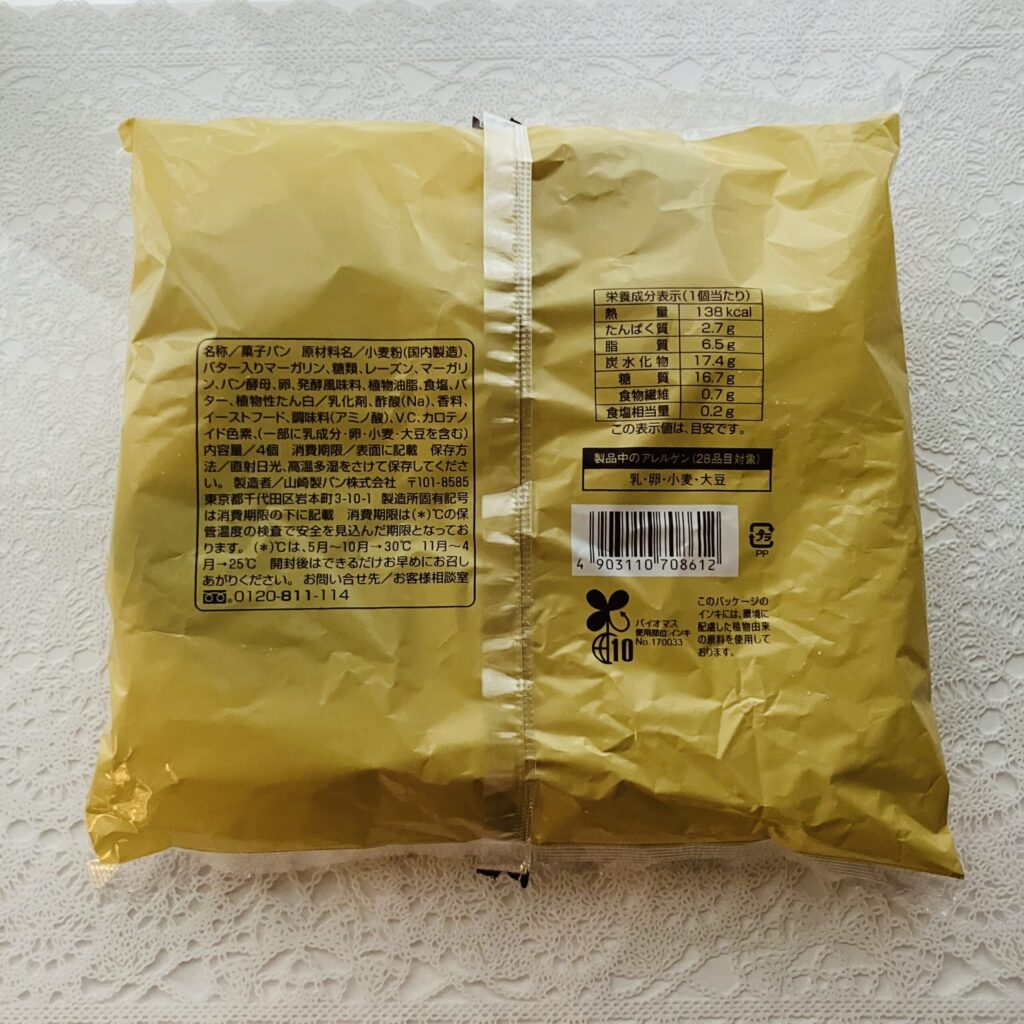 名称/菓子パン 原材料名/小麦粉(国内製造)、
バター入りマーガリン、糖類、レーズン、マーガリ
ン、パン酵母、卵、発酵風味料、植物油脂、食塩、バ
ター、植物性たん白/乳化剤、酢酸(Na)、香料、
イーストフード、調味料(アミノ酸)、V.C、カロテノ
イド色素、(一部に乳成分・卵・小麦・大豆を含む)
内容量/4個 消費期限/表面に記載 保存方
法/直射日光、高温多湿をさけて保存してくださ
い。 製造者/山崎製パン株式会社 〒101-8585
東京都千代田区岩本町3-10-1 製造所固有記号
は消費期限の下に記載 消費期限は(*)℃の保
管温度の検査で安全を見込んだ期限となってお
ります。(*)℃は、5月～10月→30℃ 11月～4
月→25℃ 開封後はできるだけお早めにお召し
あがりください。 お問い合せ先/お客様相談室
0120-811-114
栄養成分表示(1個当たり)
熱量 138kcal
たんぱく質 2.7g
脂質 6.5g
炭水化物 17.4g
糖質 16.7g
食物繊維 0.7g
食塩相当量 0.2g
この表示値は、目安です。
製品中のアレルゲン(28品目対象)
乳・卵・小麦・大豆
4 903110 708612
プラ
PP
バイオマス
使用部位:インキ
No.170033
10
このパッケージの
インキには、環境に
配慮した植物由来
の原料を使用して
おります。